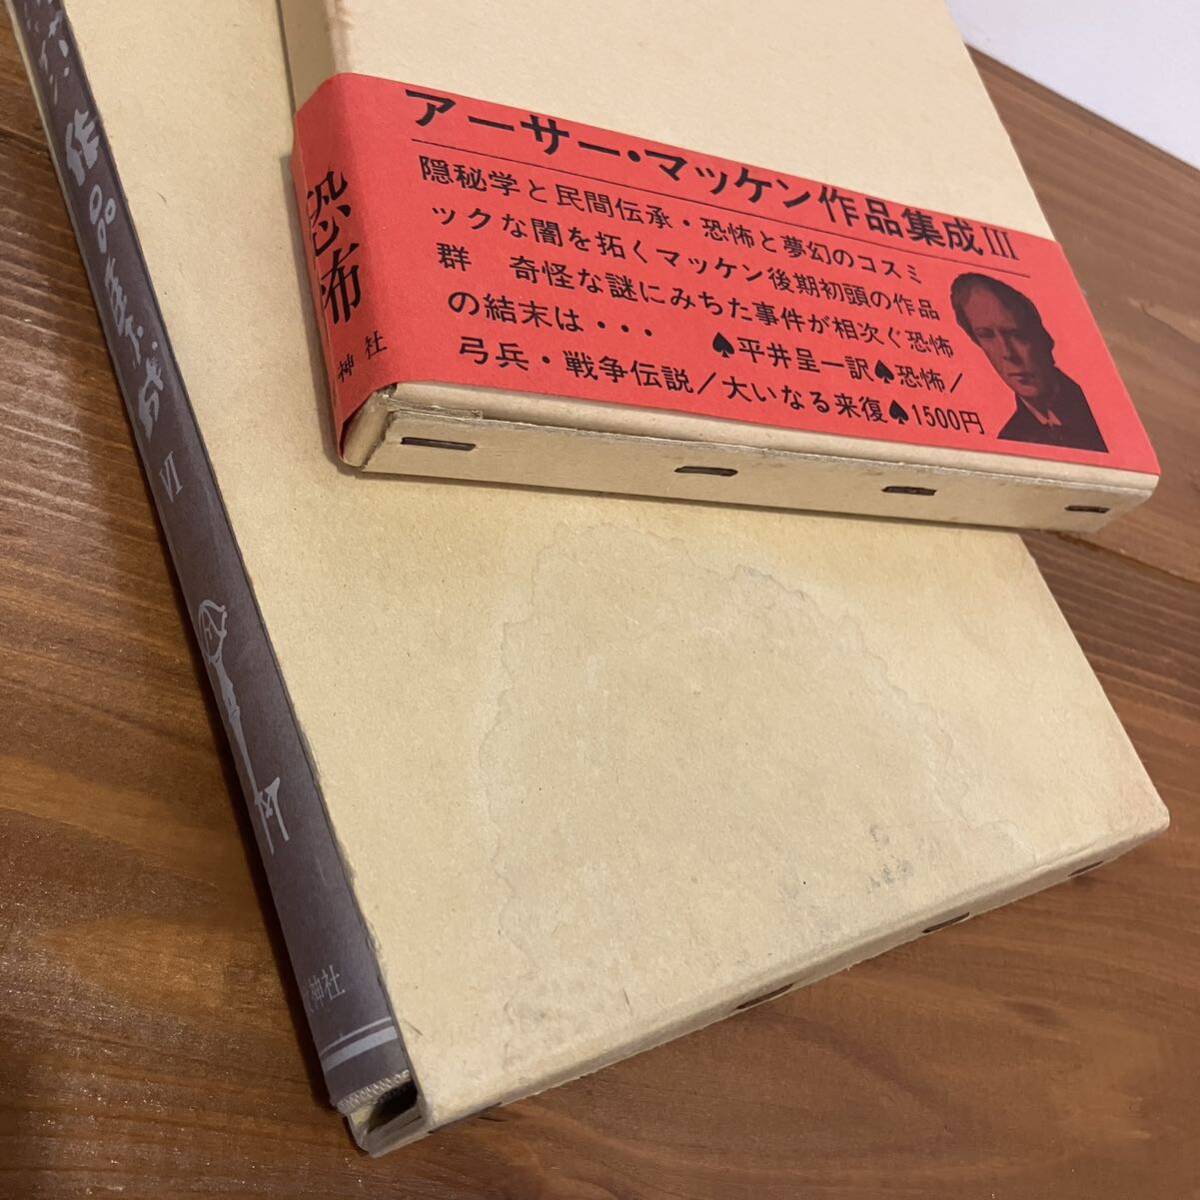 アーサー・マッケン作品集成III
隠秘学と民間伝承・恐怖と夢幻のコスミ
ックな闇を拓くマッケン後期初頭の作品
群　奇怪な謎にみちた事件が相次ぐ恐怖
の結末は・・・　♠平井呈一訳♠恐怖/
弓兵・戦争伝説/大いなる来復♠1500円
恐怖
神社
作品集成 VI
神社